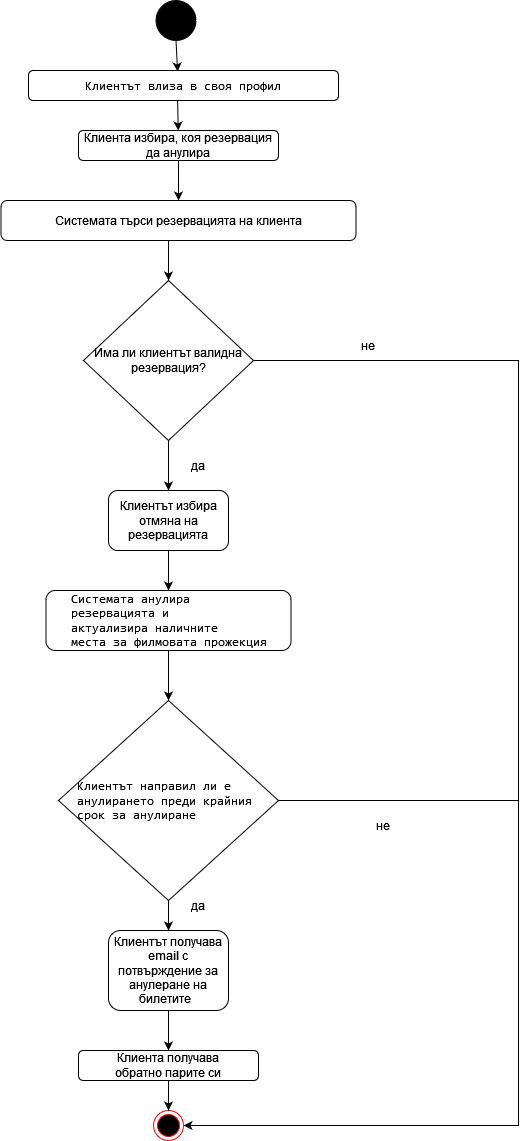 Клиентът влиза в своя профил
Клиента избира, коя резервация
да анулира
Системата търси резервацията на клиента
Има ли клиентът валидна
резервация?
не
да
Клиентът избира
отмяна на
резервацията
Системата анулира
резервацията и
актуализира наличните
места за филмовата прожекция
Клиентът направил ли е
анулирането преди крайния
срок за анулиране
не
да
Клиентът получава
email с
потвърждение за
анулеране на
билетите
Клиента получава
обратно парите си